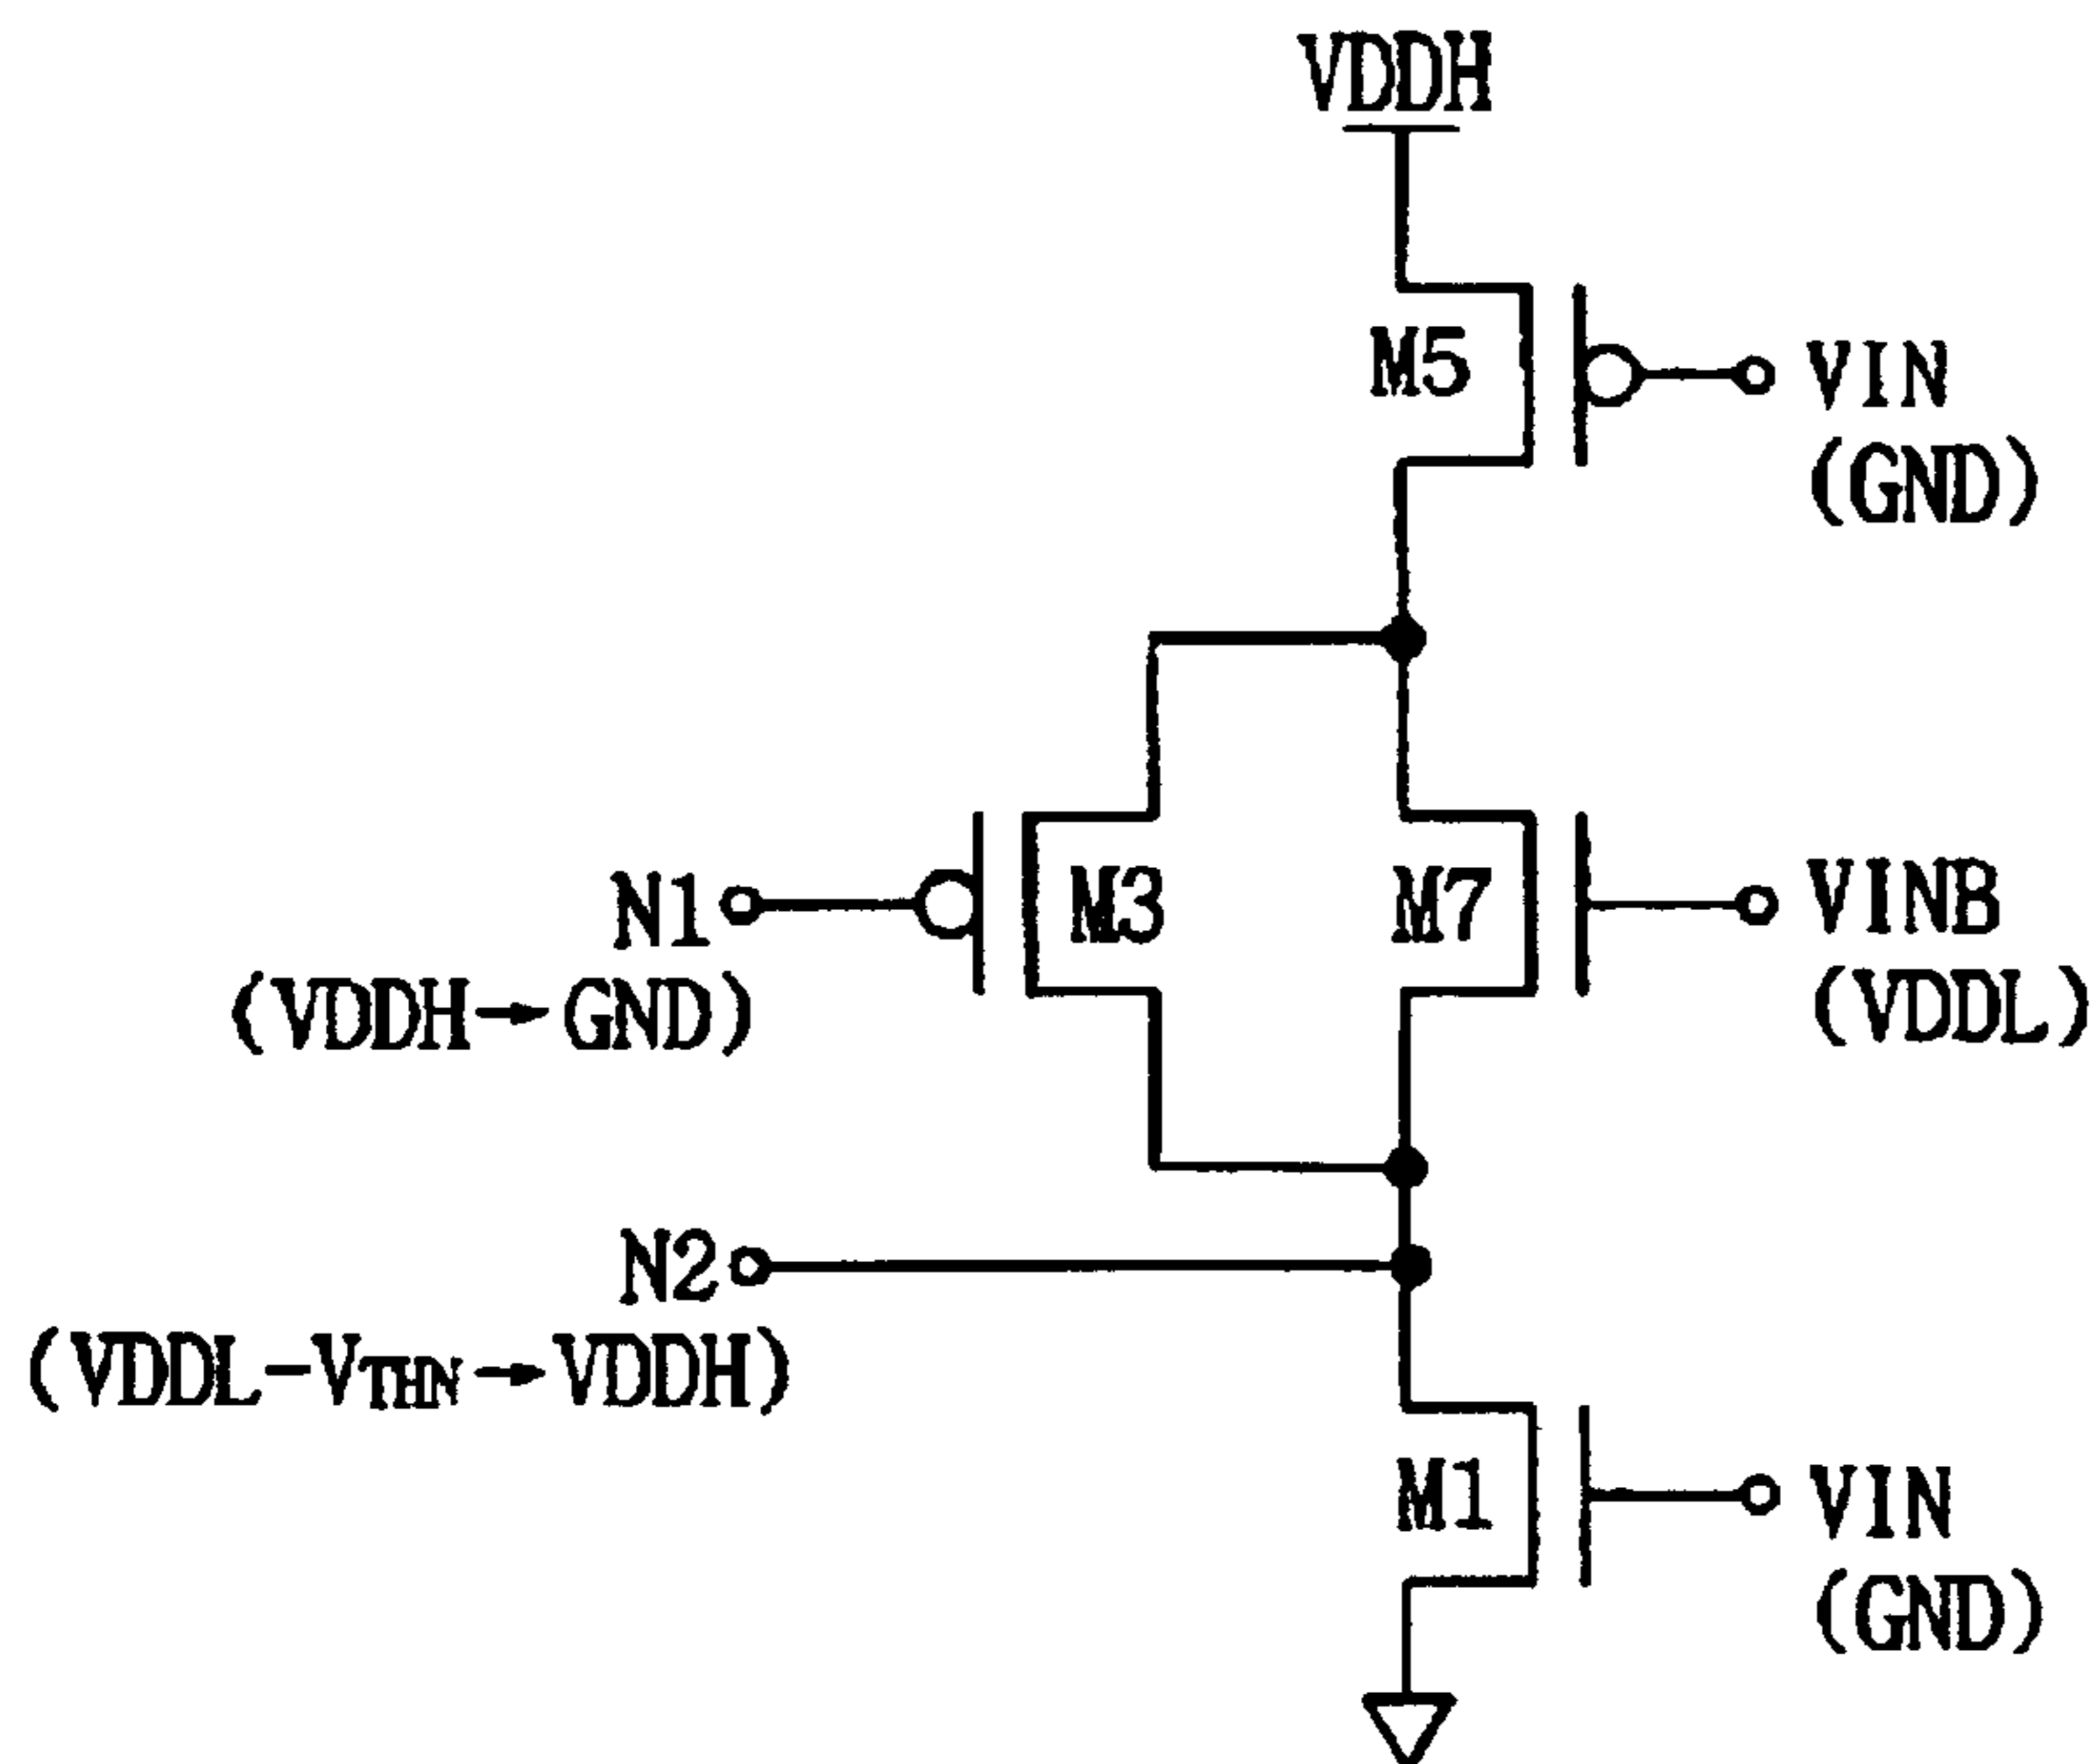 VDDH
M5
VIN
(GND)
N1
(VDDH→GND)
M3
M7
VINB
(VDDL)
N2
(VDDL-VTHN→VDDH)
M1
VIN
(GND)